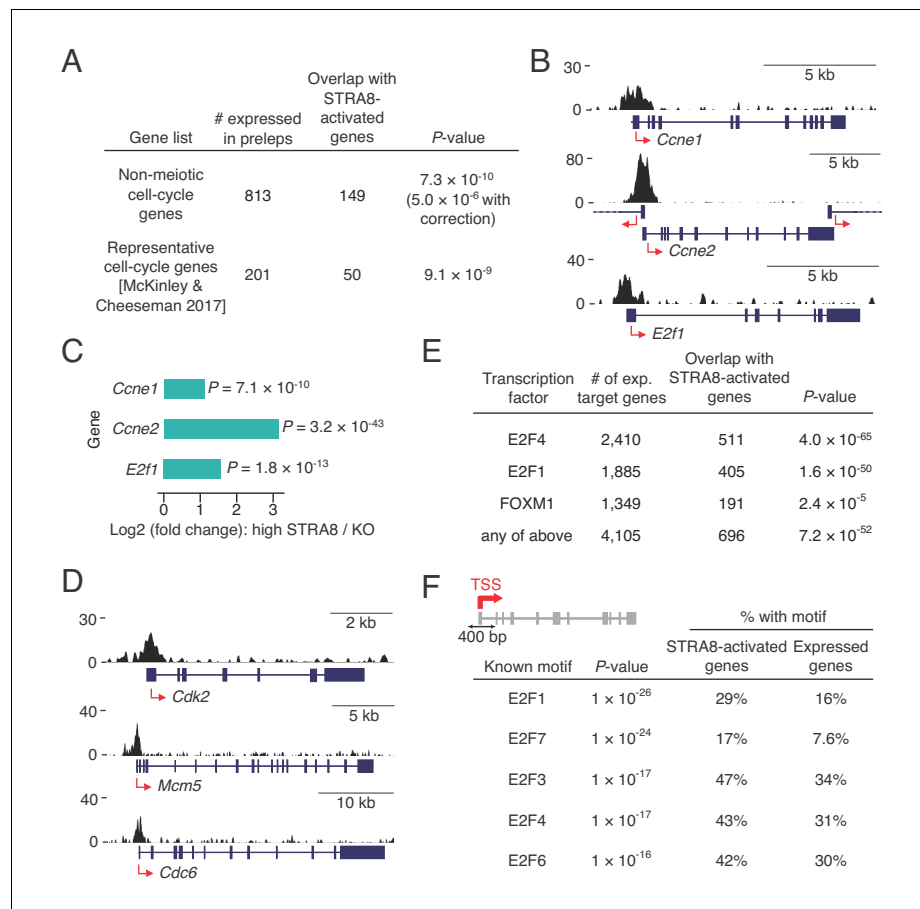 A
Gene list
# expressed
in preleps
Overlap with
STRA8-
activated
genes
P-value
Non-meiotic
cell-cycle
genes
813
149
7.3 × 10-10
(5.0 × 10-6 with
correction)
Representative
cell-cycle genes
[McKinley &
Cheeseman 2017]
201
50
9.1 × 10-9
B
30
0
5 kb
Ccne1
80
0
5 kb
Ccne2
40
0
5 kb
E2f1
C
Gene
Ccne1
P = 7.1 × 10-10
Ccne2
P = 3.2 × 10-43
E2f1
P = 1.8 × 10-13
0 1 2 3
Log2 (fold change): high STRA8 / KO
D
30
0
2 kb
Cdk2
40
0
5 kb
Mcm5
40
0
10 kb
Cdc6
E
Transcription
factor
# of exp.
target genes
Overlap with
STRA8-activated
genes
P-value
E2F4 2,410 511 4.0 × 10-65
E2F1 1,885 405 1.6 × 10-50
FOXM1 1,349 191 2.4 × 10-5
any of above 4,105 696 7.2 × 10-52
F
TSS
400 bp
% with motif
Known motif
P-value
STRA8-activated
genes
Expressed
genes
E2F1 1 × 10-26 29% 16%
E2F7 1 × 10-24 17% 7.6%
E2F3 1 × 10-17 47% 34%
E2F4 1 × 10-17 43% 31%
E2F6 1 × 10-16 42% 30%